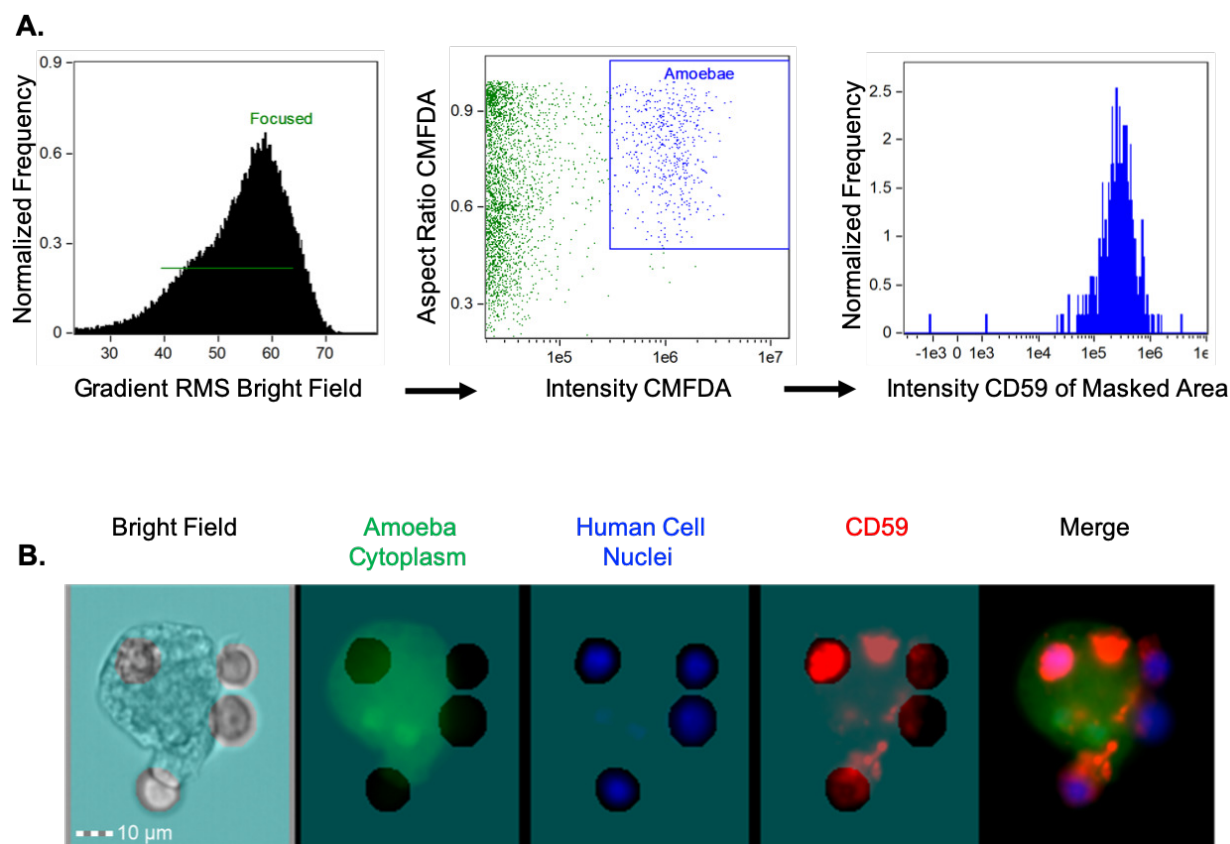 A.
Normalized Frequency
0.9
0.6
0.3
0
Focused
30 40 50 60 70
Gradient RMS Bright Field
Aspect Ratio CMFDA
0.9
0.6
0.3
Amoebae
1e5 1e6 1e7
Intensity CMFDA
Normalized Frequency
2.5
2
1.5
1
0.5
0
-1e3 0 1e3 1e4 1e5 1e6 1e
Intensity CD59 of Masked Area
B.
Bright Field
Amoeba
Cytoplasm
Human Cell
Nuclei
CD59
Merge
10 µm